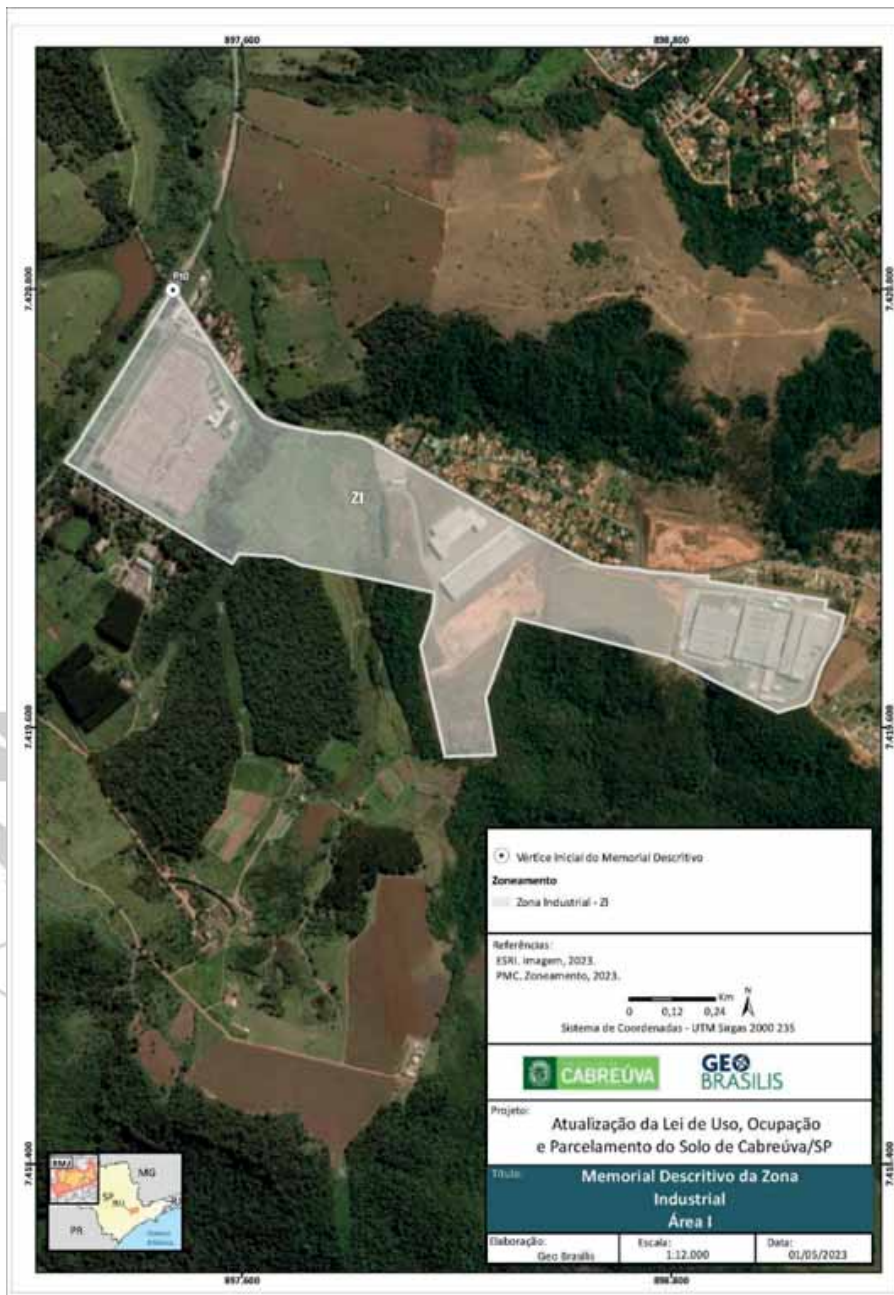 897,600
898,800
7.420.800
7.420.800
Pt0
ZI
7.419.600
7.419.600
Vértice Inicial do Memorial Descritivo
Zoneamento
Zona Industrial - ZI
Referências:
ESRI. Imagem, 2023.
PMC. Zoneamento, 2023.
Km
N
0 0,12 0,24
Sistema de Coordenadas - UTM Sirgas 2000 23S
CABREÚVA
GEO
BRASILIS
Projeto:
Atualização da Lei de Uso, Ocupação
e Parcelamento do Solo de Cabreúva/SP
Título:
Memorial Descritivo da Zona
Industrial
Área I
Elaboração:
Geo Brasilis
Escala:
1:12.000
Data:
01/05/2023
7.418.400
7.418.400
RMJ
MG
SP
PR
897,600
898,800